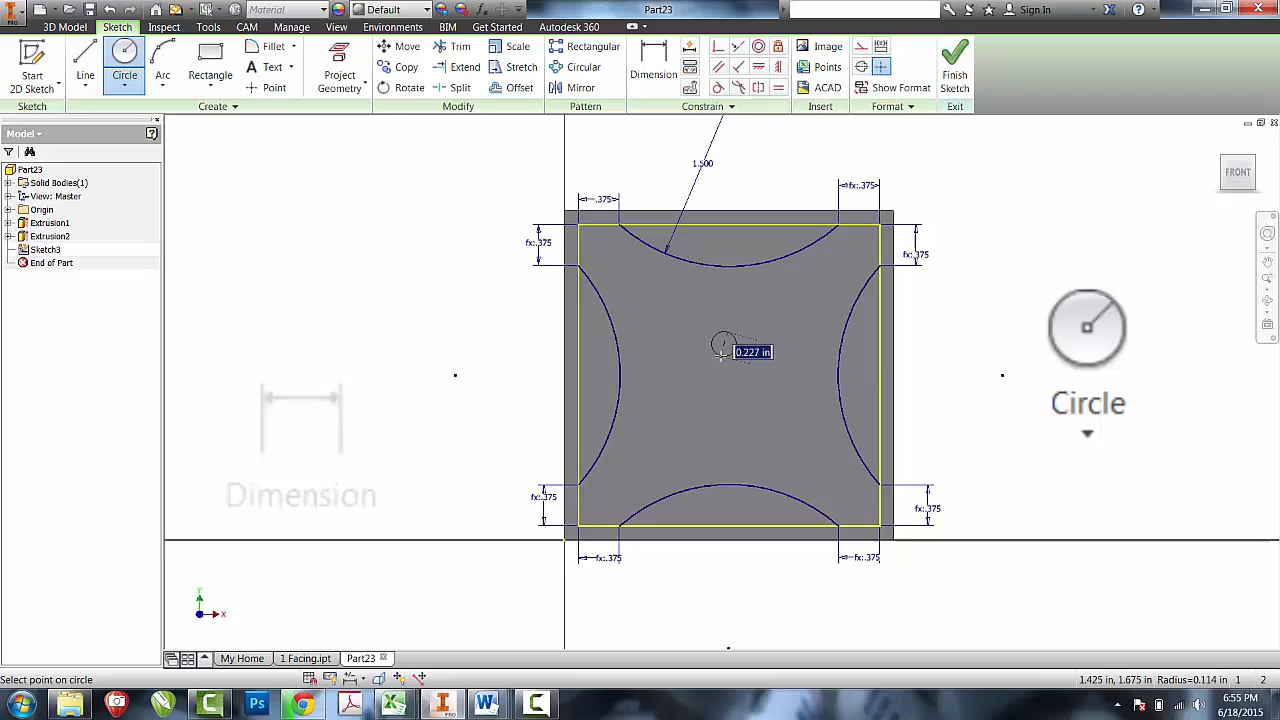 Material
Default
Part23
Sign In
PRO
3D Model
Sketch
Inspect
Tools
CAM
Manage
View
Environments
BIM
Get Started
Autodesk 360
Start
2D Sketch
Line
Circle
Arc
Rectangle
Fillet
Text
Point
Project
Geometry
Move
Copy
Rotate
Trim
Extend
Split
Scale
Stretch
Offset
Rectangular
Circular
Mirror
Dimension
Image
Points
ACAD
Show Format
Finish
Sketch
Sketch
Create
Modify
Pattern
Constrain
Insert
Format
Exit
Model
Part23
Solid Bodies(1)
View: Master
Origin
Extrusion1
Extrusion2
Sketch3
End of Part
1.500
.375
fx:.375
fx:.375
fx:.375
0.227 in
fx:.375
fx:.375
fx:.375
fx:.375
FRONT
Circle
Dimension
Y
X
My Home
1 Facing.ipt
Part23
Select point on circle
1.425 in, 1.675 in Radius=0.114 in
1
2
Ps
PRO
6:55 PM
6/18/2015